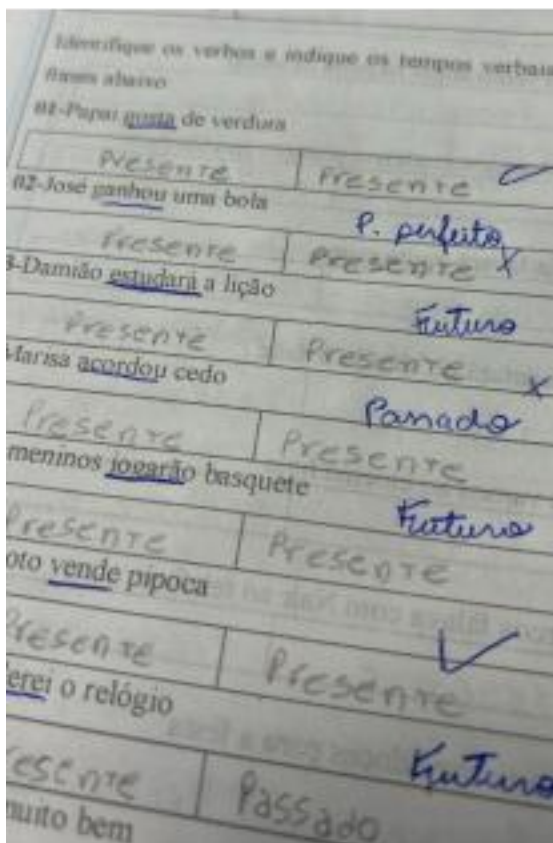 Identifique os verbos e indique os tempos verbais
frases abaixo
01-Papai gosta de verdura
Presente Presente
02-José ganhou uma bola
P. perfeito
Presente Presente X
3-Damião estudará a lição
Futuro
Presente Presente X
Marisa acordou cedo
Passado
Presente Presente
meninos jogarão basquete
Futuro
Presente Presente
oto vende pipoca
Presente Presente
erei o relógio
Futuro
esente Passado
muito bem